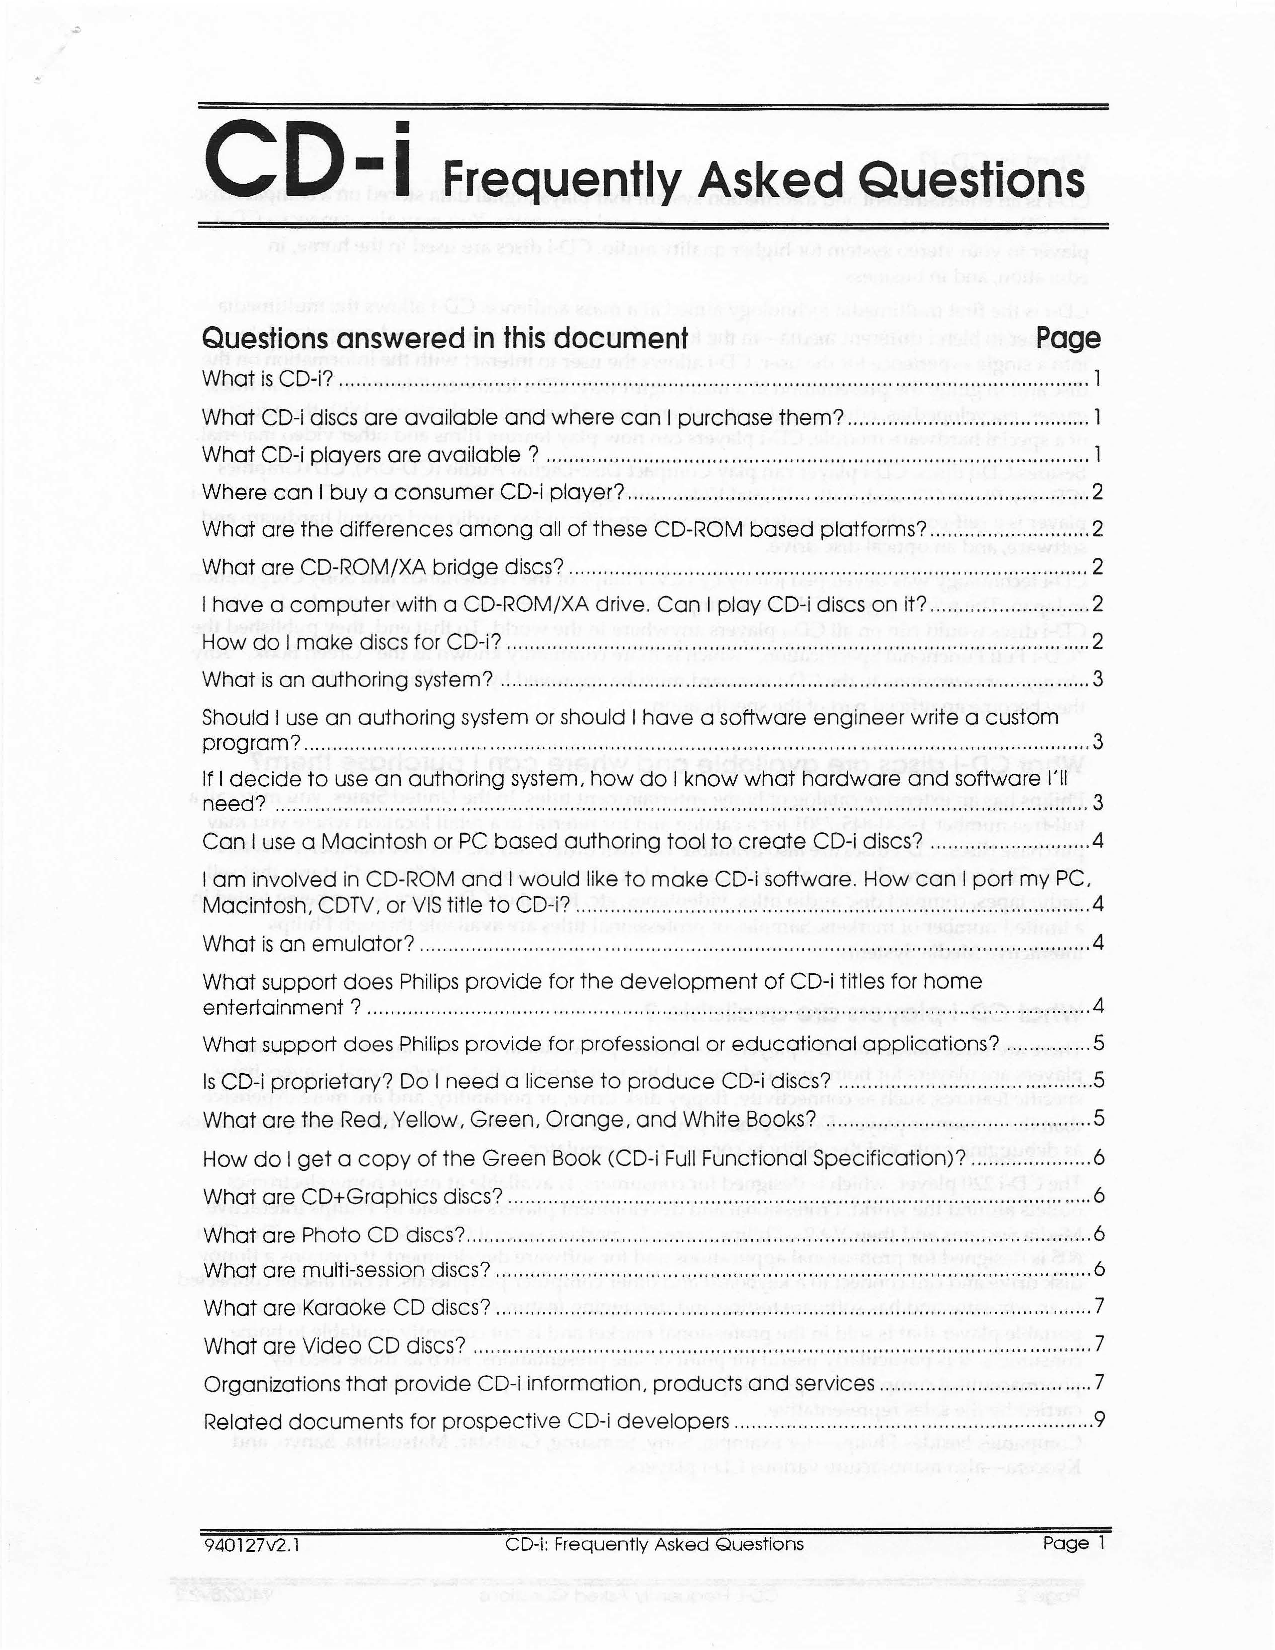 CD-i Frequently Asked Questions
Questions answered in this document Page
What is CD-i? 1
What CD-i discs are available and where can I purchase them? 1
What CD-i players are available ? 1
Where can I buy a consumer CD-i player? 2
What are the differences among all of these CD-ROM based platforms? 2
What are CD-ROM/XA bridge discs? 2
I have a computer with a CD-ROM/XA drive. Can I play CD-i discs on it? 2
How do I make discs for CD-i? 2
What is an authoring system? 3
Should I use an authoring system or should I have a software engineer write a custom
program? 3
If I decide to use an authoring system, how do I know what hardware and software I'll
need? 3
Can I use a Macintosh or PC based authoring tool to create CD-i discs? 4
I am involved in CD-ROM and I would like to make CD-i software. How can I port my PC,
Macintosh, CDTV, or VIS title to CD-i? 4
What is an emulator? 4
What support does Philips provide for the development of CD-i titles for home
entertainment ? 4
What support does Philips provide for professional or educational applications? 5
Is CD-i proprietary? Do I need a license to produce CD-i discs? 5
What are the Red, Yellow, Green, Orange, and White Books? 5
How do I get a copy of the Green Book (CD-i Full Functional Specification)? 6
What are CD+Graphics discs? 6
What are Photo CD discs? 6
What are multi-session discs? 6
What are Karaoke CD discs? 7
What are Video CD discs? 7
Organizations that provide CD-i information, products and services 7
Related documents for prospective CD-i developers 9
940127v2.1 CD-i: Frequently Asked Questions Page 1